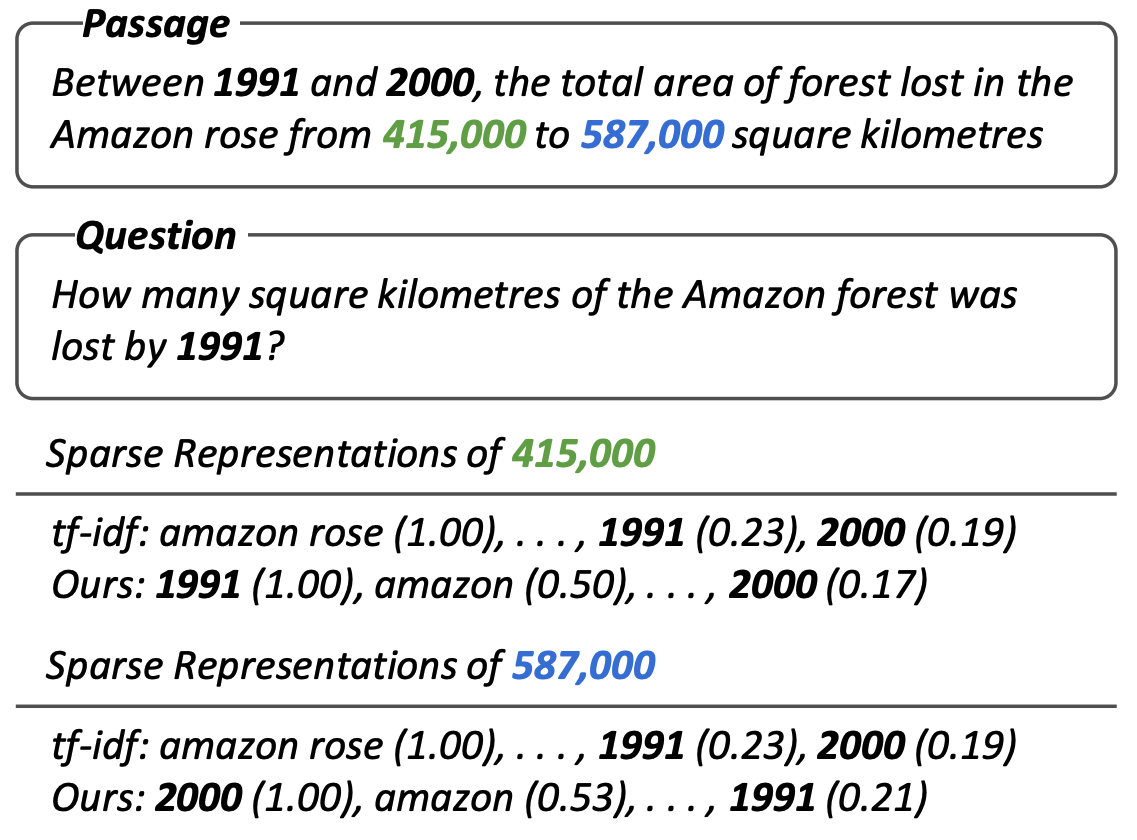 Passage
Between 1991 and 2000, the total area of forest lost in the
Amazon rose from 415,000 to 587,000 square kilometres
Question
How many square kilometres of the Amazon forest was
lost by 1991?
Sparse Representations of 415,000
tf-idf: amazon rose (1.00), . . . , 1991 (0.23), 2000 (0.19)
Ours: 1991 (1.00), amazon (0.50), . . . , 2000 (0.17)
Sparse Representations of 587,000
tf-idf: amazon rose (1.00), . . . , 1991 (0.23), 2000 (0.19)
Ours: 2000 (1.00), amazon (0.53), . . . , 1991 (0.21)